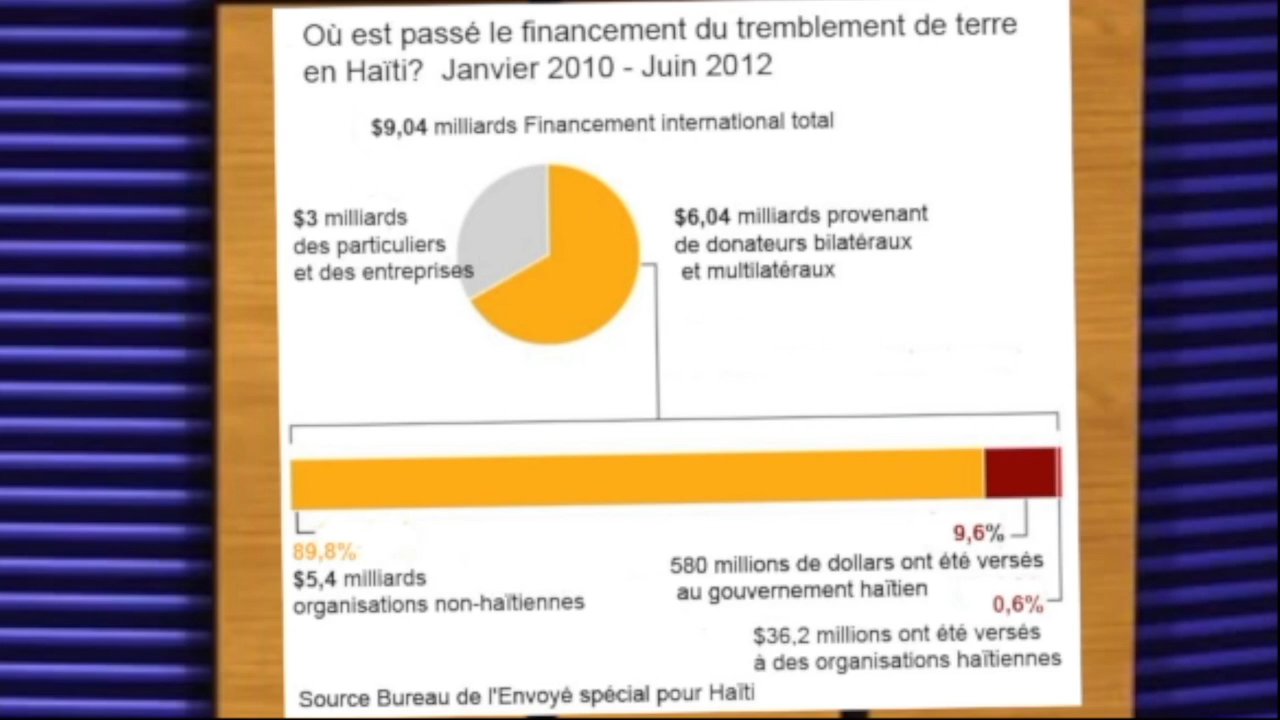 Où est passé le financement du tremblement de terre
en Haïti? Janvier 2010 - Juin 2012
$9,04 milliards Financement international total
$3 milliards
des particuliers
et des entreprises
$6,04 milliards provenant
de donateurs bilatéraux
et multilatéraux
89,8%
$5,4 milliards
organisations non-haïtiennes
9,6%
580 millions de dollars ont été versés
au gouvernement haïtien
0,6%
$36,2 millions ont été versés
à des organisations haïtiennes
Source Bureau de l'Envoyé spécial pour Haïti